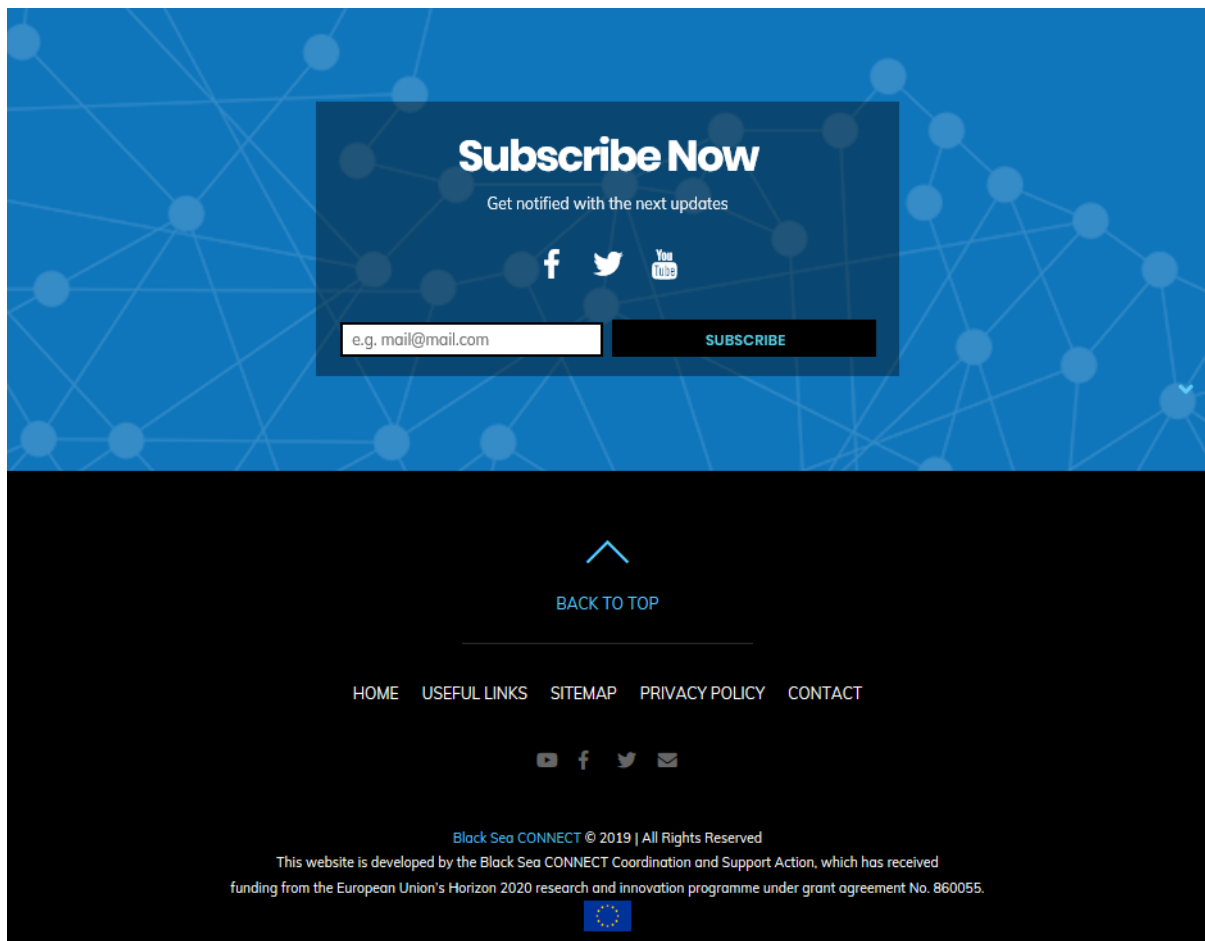 Subscribe Now
Get notified with the next updates
You
Tube
e.g. mail@mail.com SUBSCRIBE
BACK TO TOP
HOME USEFUL LINKS SITEMAP PRIVACY POLICY CONTACT
Black Sea CONNECT © 2019 | All Rights Reserved
This website is developed by the Black Sea CONNECT Coordination and Support Action, which has received
funding from the European Union's Horizon 2020 research and innovation programme under grant agreement No. 860055.